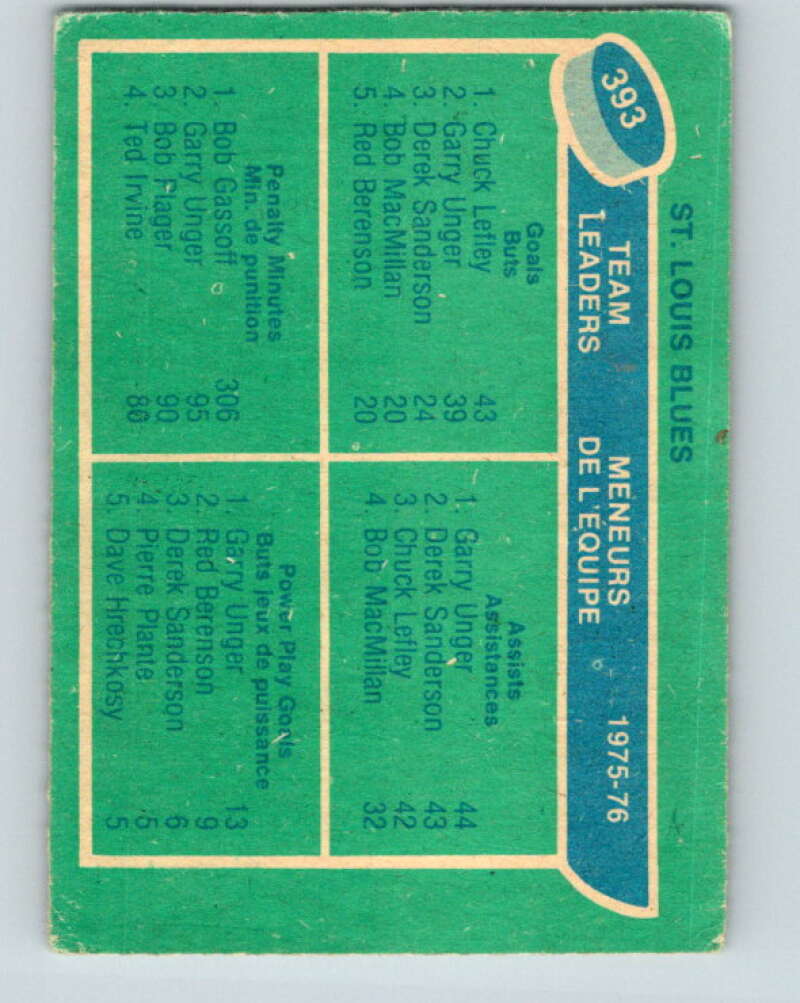 ST. LOUIS BLUES
393
TEAM LEADERS
MENEURS DE L'ÉQUIPE
1975-76
Goals
Buts
1. Chuck Lefley 43
2. Garry Unger 39
3. Derek Sanderson 24
4. Bob MacMillan 20
5. Red Berenson 20
Assists
Assistances
1. Garry Unger 44
2. Derek Sanderson 43
3. Chuck Lefley 42
4 Bob MacMillan 32
Penalty Minutes
Min. de punition
1. Bob Gassoff 306
2. Garry Unger 95
3 Bob Plager 90
4. Ted Irvine 86
Power Play Goals
Buts jeux de puissance
1. Garry Unger 13
2. Red Berenson 9
3 Derek Sanderson 6
4. Pierre Plante 5
5. Dave Hrechkosy 5